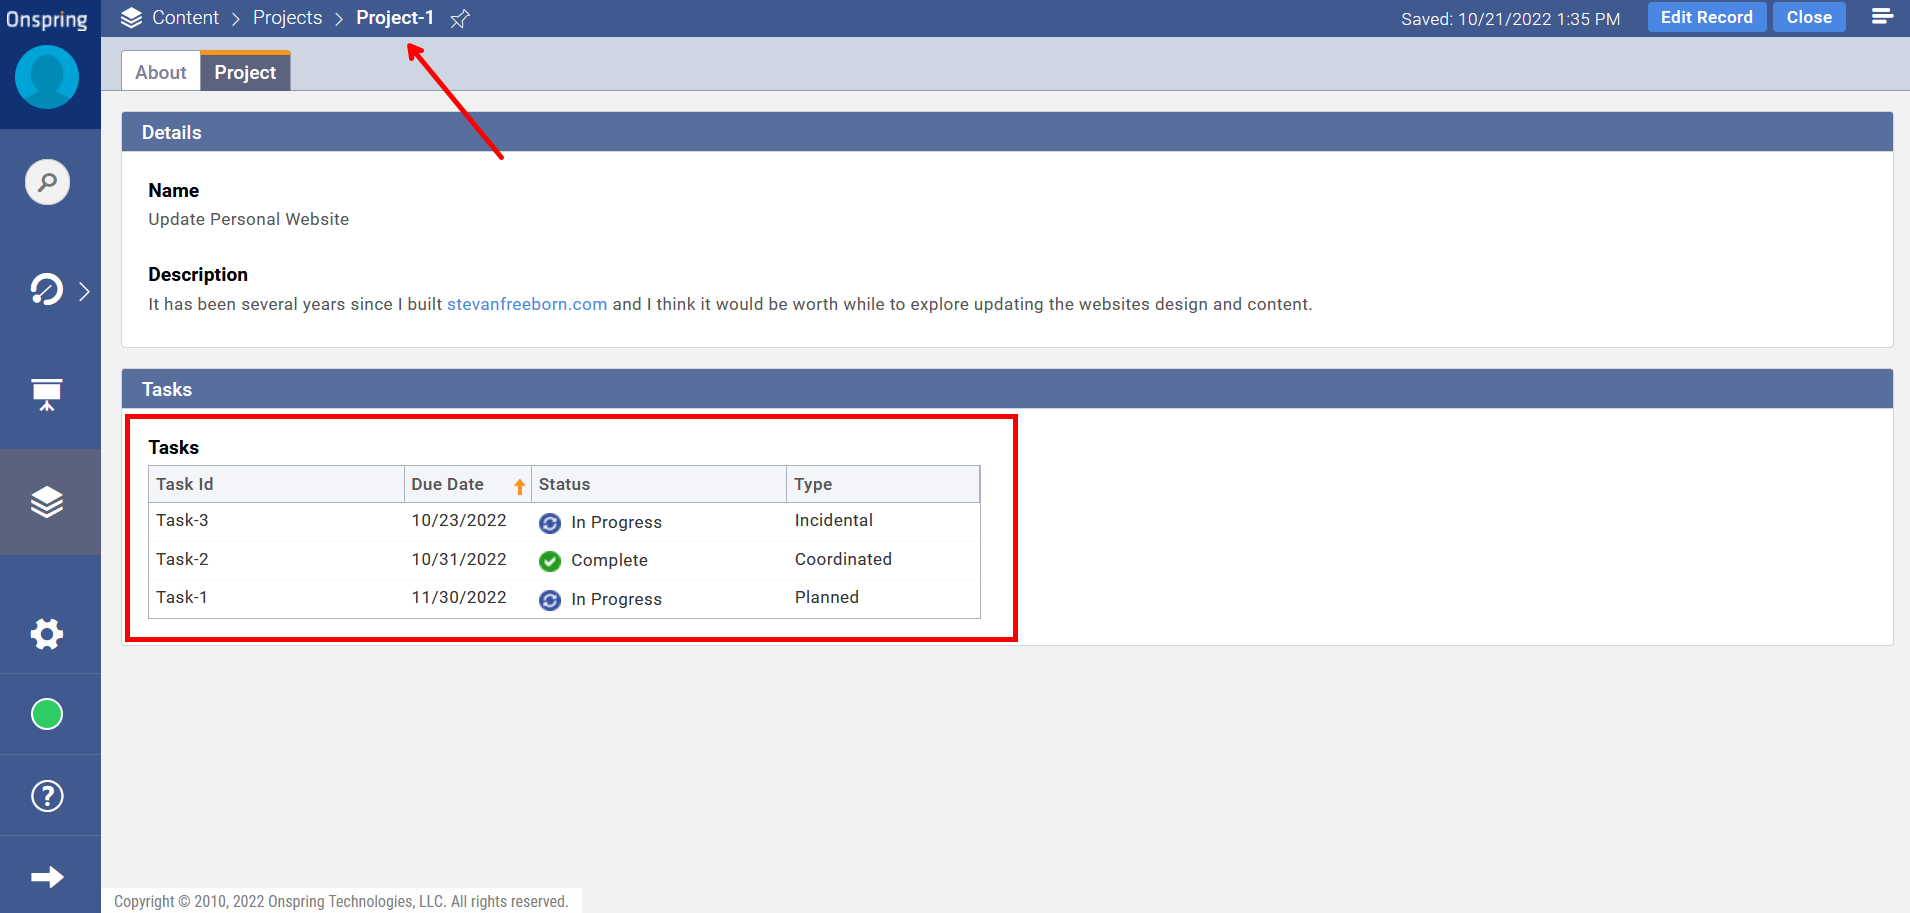 Onspring
Content > Projects > Project-1
Saved: 10/21/2022 1:35 PM
Edit Record
Close
About
Project
Details
Name
Update Personal Website
Description
It has been several years since I built stevanfreeborn.com and I think it would be worth while to explore updating the websites design and content.
Tasks
Tasks
Task Id Due Date Status Type
Task-3 10/23/2022 In Progress Incidental
Task-2 10/31/2022 Complete Coordinated
Task-1 11/30/2022 In Progress Planned
?
Copyright © 2010, 2022 Onspring Technologies, LLC. All rights reserved.